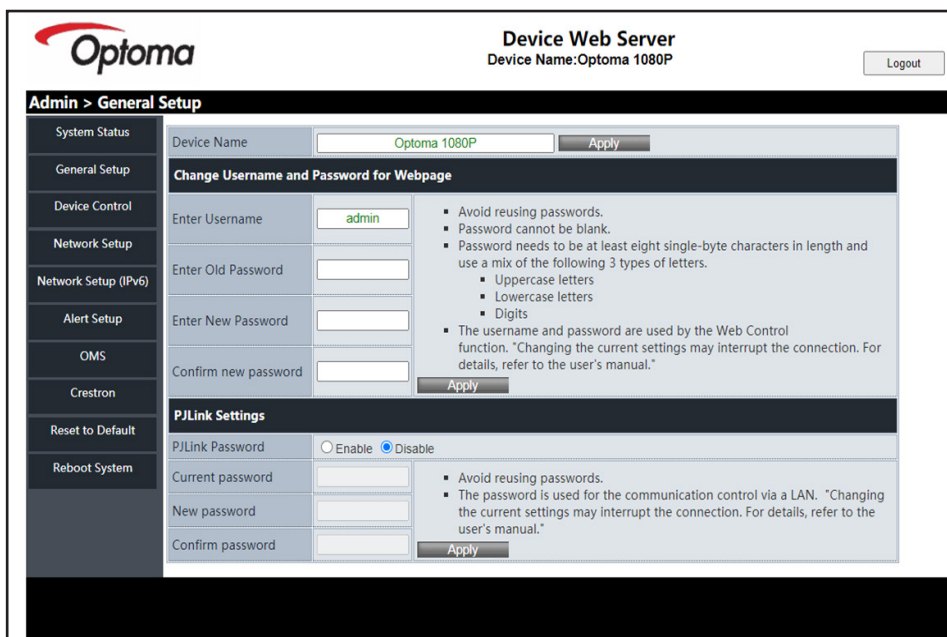 Optoma
Device Web Server
Device Name:Optoma 1080P
Logout
Admin > General Setup
System Status
General Setup
Device Control
Network Setup
Network Setup (IPv6)
Alert Setup
OMS
Crestron
Reset to Default
Reboot System
Device Name
Optoma 1080P
Apply
Change Username and Password for Webpage
Enter Username
admin
Enter Old Password
Enter New Password
Confirm new password
▪ Avoid reusing passwords.
▪ Password cannot be blank.
▪ Password needs to be at least eight single-byte characters in length and
use a mix of the following 3 types of letters.
▪ Uppercase letters
▪ Lowercase letters
▪ Digits
▪ The username and password are used by the Web Control
function. "Changing the current settings may interrupt the connection. For
details, refer to the user's manual."
Apply
PJLink Settings
PJLink Password
Enable
Disable
Current password
New password
Confirm password
▪ Avoid reusing passwords.
▪ The password is used for the communication control via a LAN. "Changing
the current settings may interrupt the connection. For details, refer to the
user's manual."
Apply